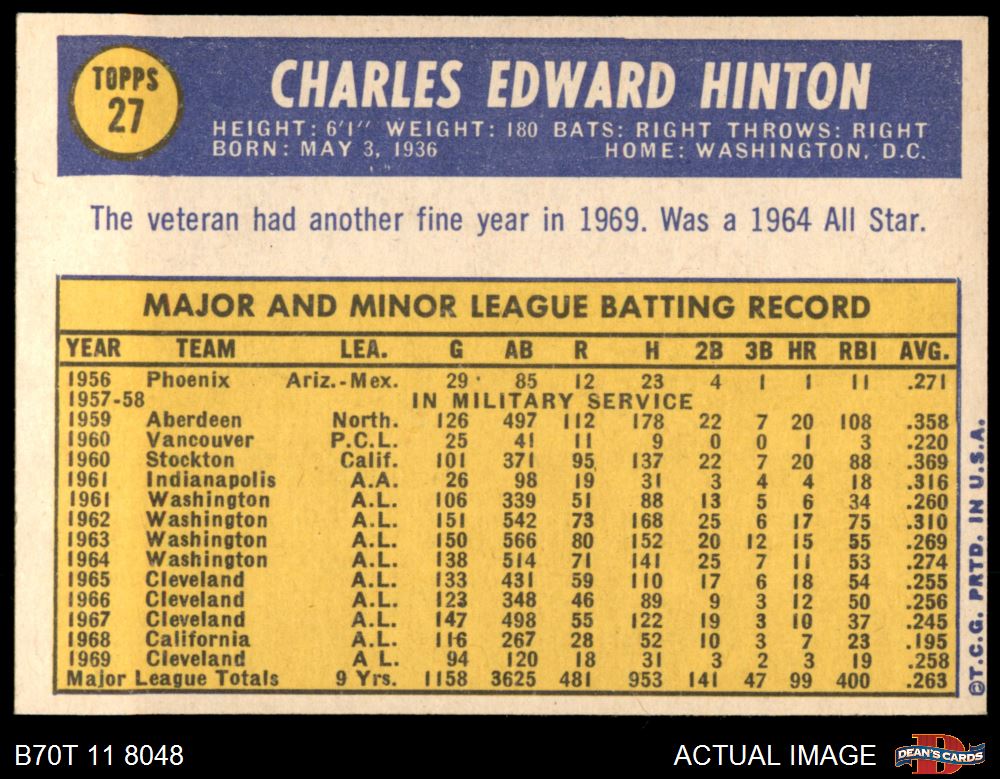 TOPPS
27
CHARLES EDWARD HINTON
HEIGHT: 6'1" WEIGHT: 180 BATS: RIGHT THROWS: RIGHT
BORN: MAY 3, 1936 HOME: WASHINGTON, D.C.
The veteran had another fine year in 1969. Was a 1964 All Star.
MAJOR AND MINOR LEAGUE BATTING RECORD
YEAR TEAM LEA. G AB R H 2B 3B HR RBI AVG.
1956 Phoenix Ariz.-Mex. 29 85 12 23 4 1 1 11 .271
1957-58 IN MILITARY SERVICE
1959 Aberdeen North. 126 497 112 178 22 7 20 108 .358
1960 Vancouver P.C.L. 25 41 11 9 0 0 1 3 .220
1960 Stockton Calif. 101 371 95 137 22 7 20 88 .369
1961 Indianapolis A.A. 26 98 19 31 3 4 4 18 .316
1961 Washington A.L. 106 339 51 88 13 5 6 34 .260
1962 Washington A.L. 151 542 73 168 25 6 17 75 .310
1963 Washington A.L. 150 566 80 152 20 12 15 55 .269
1964 Washington A.L. 138 514 71 141 25 7 11 53 .274
1965 Cleveland A.L. 133 431 59 110 17 6 18 54 .255
1966 Cleveland A.L. 123 348 46 89 9 3 12 50 .256
1967 Cleveland A.L. 147 498 55 122 19 3 10 37 .245
1968 California A.L. 116 267 28 52 10 3 7 23 .195
1969 Cleveland A L. 94 120 18 31 3 2 3 19 .258
Major League Totals 9 Yrs. 1158 3625 481 953 141 47 99 400 .263
©T.C.G. PRTD. IN U.S.A.
B70T 11 8048 ACTUAL IMAGE
D
DEAN'S CARDS